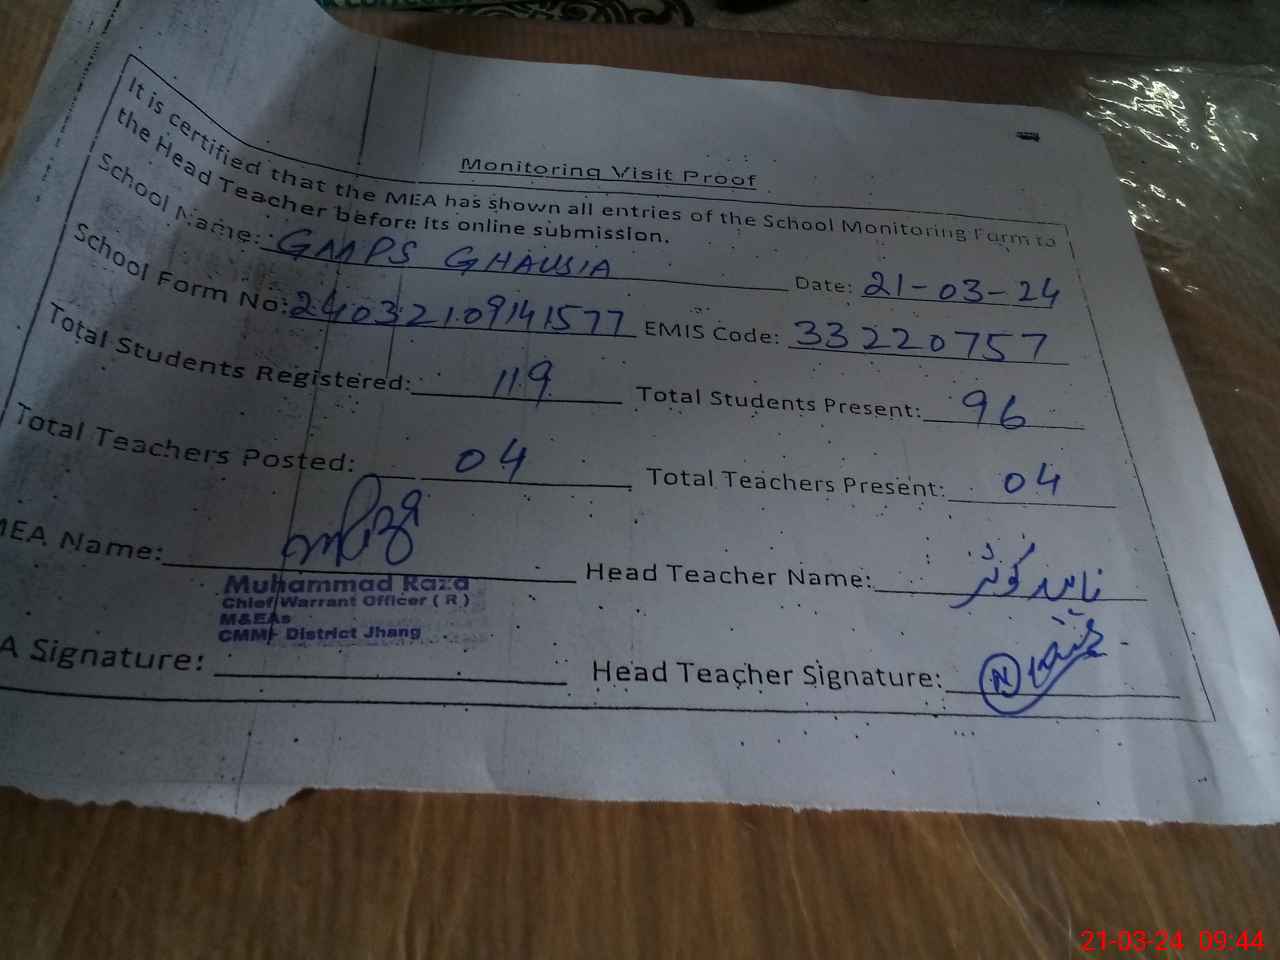 Monitoring Visit Proof
It is certified that the MEA has shown all entries of the School Monitoring Form to
the Head Teacher before its online submission.
School Name: GMPS GHAUSIA Date: 21-03-24
School Form No: 24032109141577 EMIS Code: 33220757
Total Students Registered: 119 Total Students Present: 96
Total Teachers Posted: 04 Total Teachers Present: 04
MEA Name: Head Teacher Name: ناہید کوثر
Muhammad Raza
Chief Warrant Officer ( R )
M&EAs
CMMF District Jhang
A Signature: Head Teacher Signature:
21-03-24 09:44